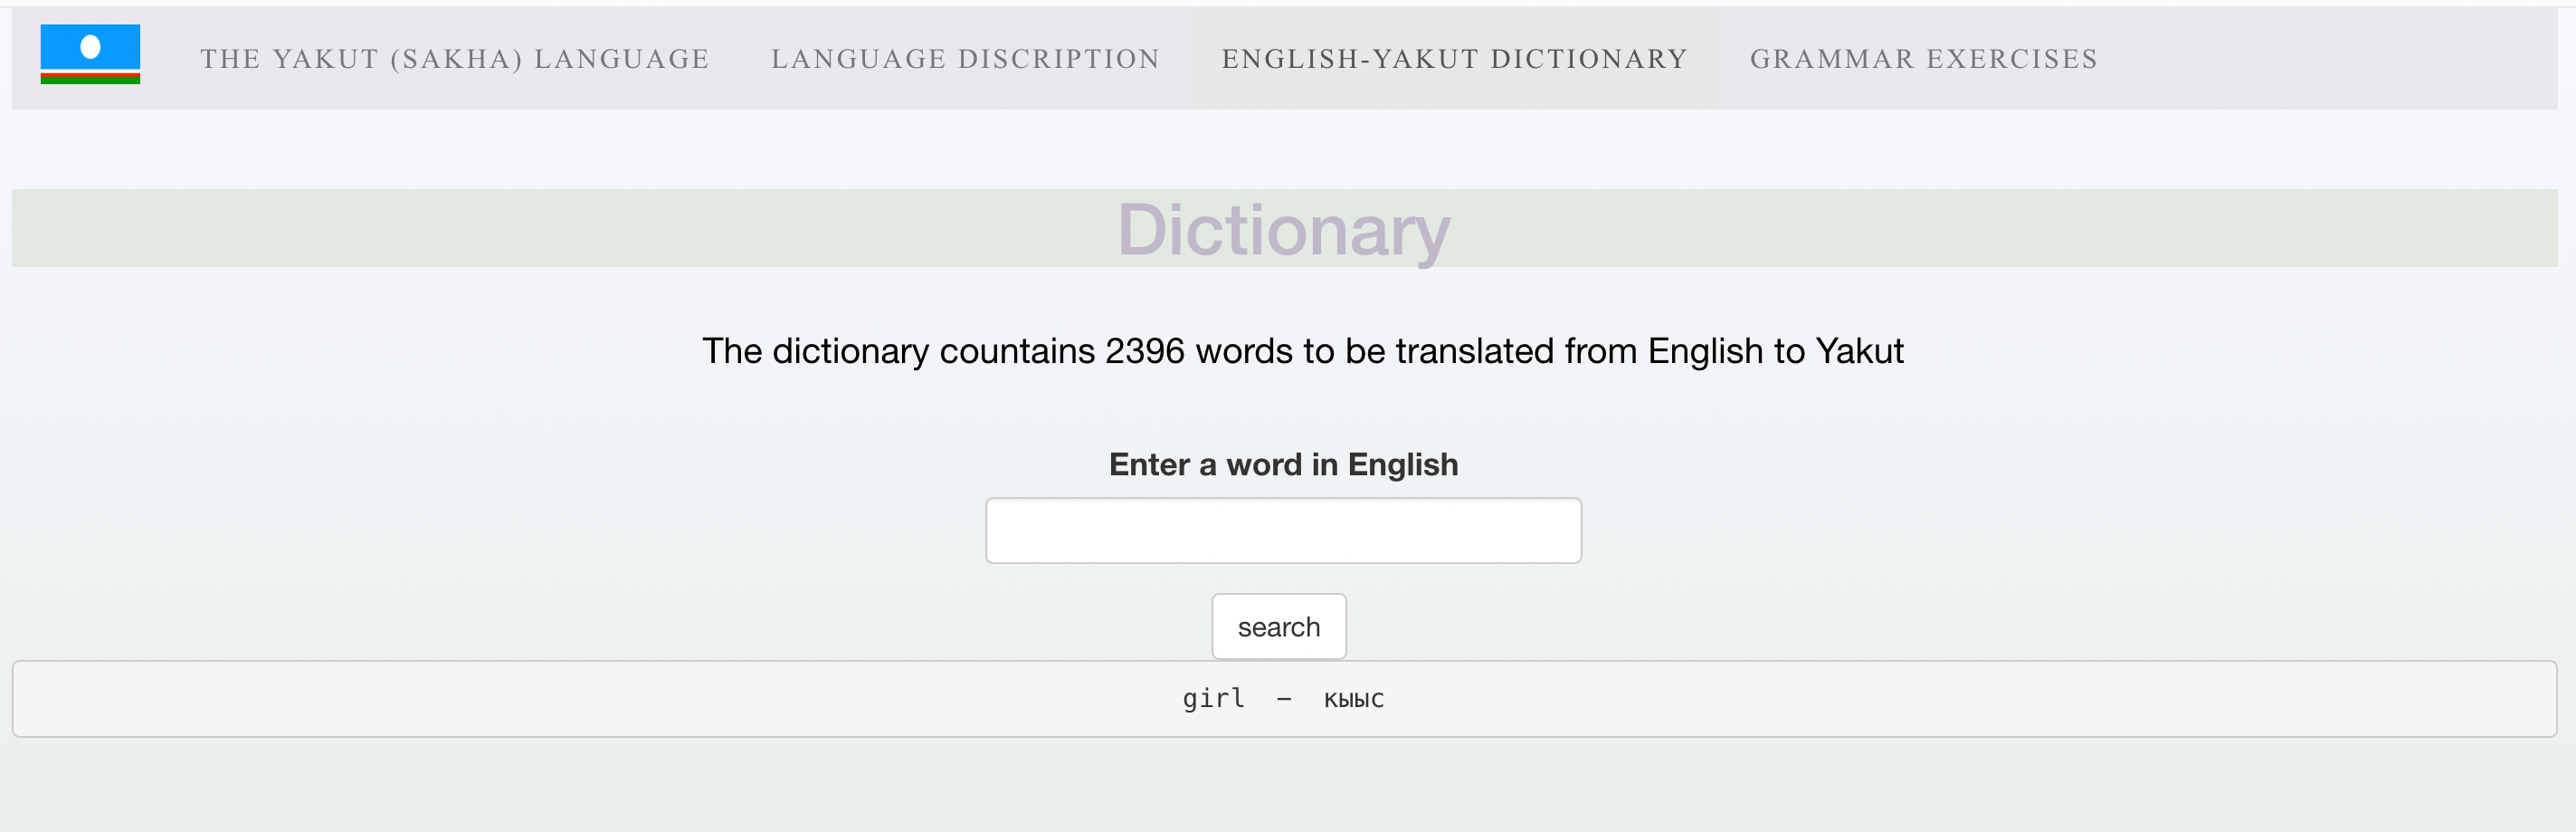 THE YAKUT (SAKHA) LANGUAGE LANGUAGE DISCRIPTION ENGLISH-YAKUT DICTIONARY GRAMMAR EXERCISES
Dictionary
The dictionary countains 2396 words to be translated from English to Yakut
Enter a word in English
search
girl – кыыс